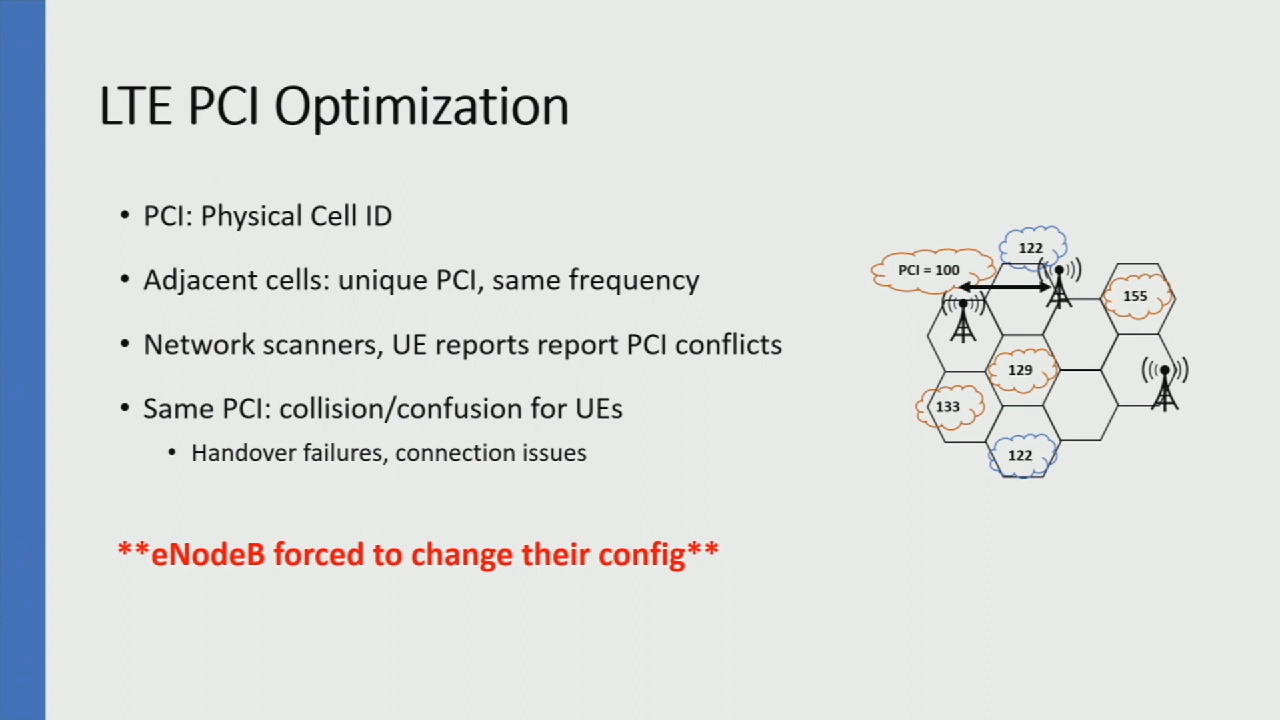 LTE PCI Optimization
• PCI: Physical Cell ID
• Adjacent cells: unique PCI, same frequency
• Network scanners, UE reports report PCI conflicts
• Same PCI: collision/confusion for UEs
• Handover failures, connection issues
**eNodeB forced to change their config**
122
PCI = 100
155
129
133
122